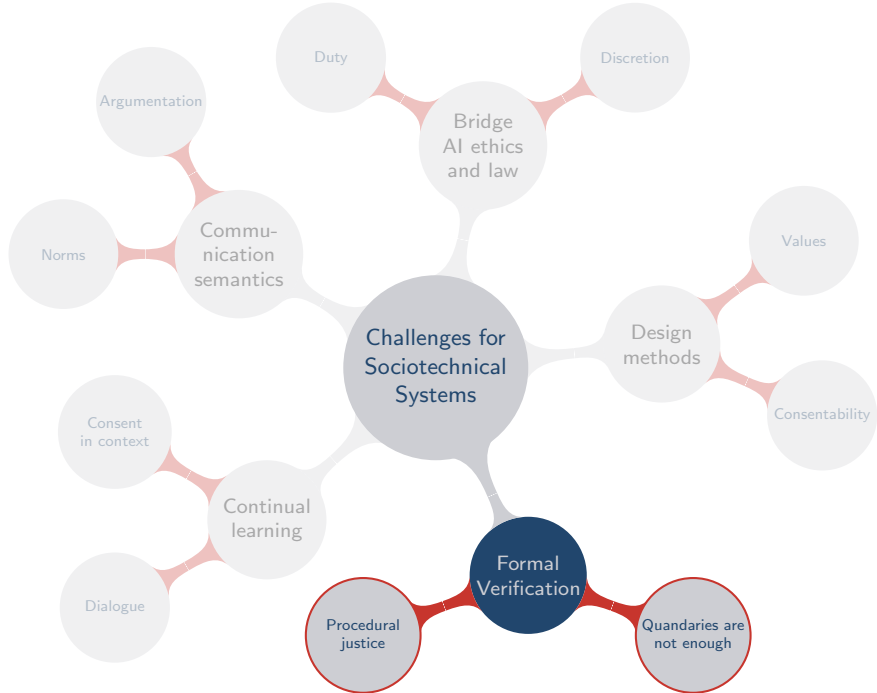 Duty
Discretion
Argumentation
Bridge
AI ethics
and law
Norms
Commu-
nication
semantics
Values
Challenges for
Sociotechnical
Systems
Design
methods
Consentability
Consent
in context
Continual
learning
Dialogue
Formal
Verification
Procedural
justice
Quandaries are
not enough